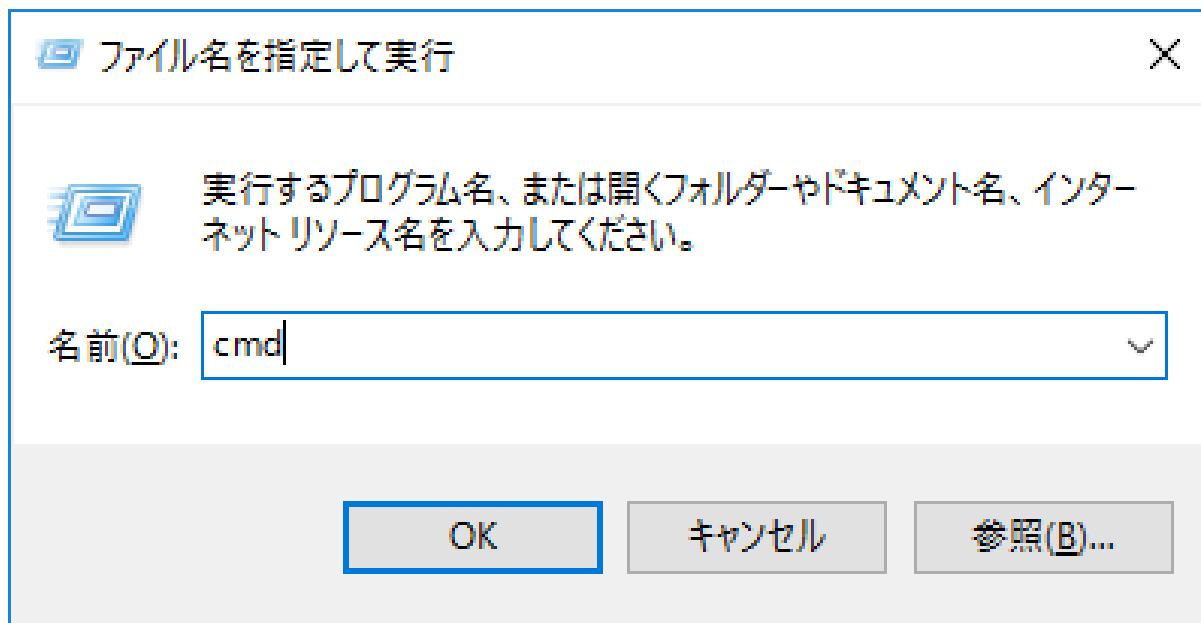 ファイル名を指定して実行
実行するプログラム名、または開くフォルダーやドキュメント名、インター
ネット リソース名を入力してください。
名前(O): cmd
OK キャンセル 参照(B)...